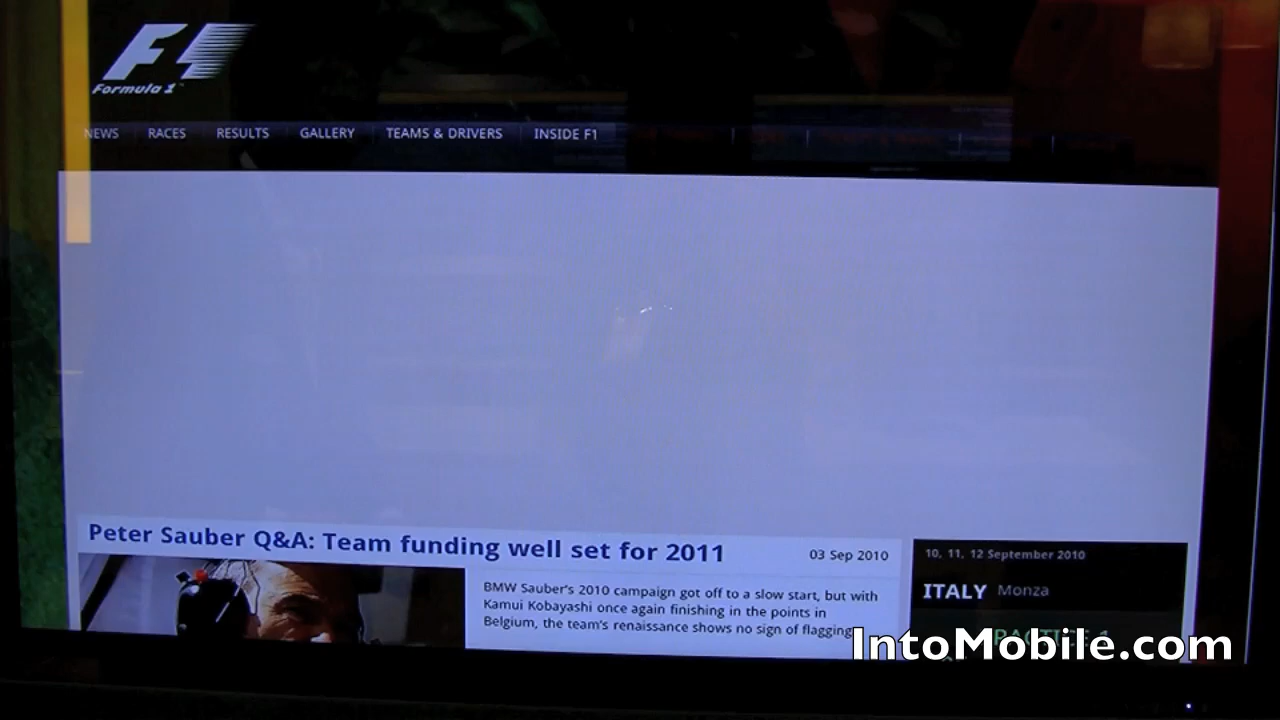 F1
Formula 1™
NEWS RACES RESULTS GALLERY TEAMS & DRIVERS INSIDE F1
Peter Sauber Q&A: Team funding well set for 2011
03 Sep 2010
BMW Sauber's 2010 campaign got off to a slow start, but with
Kamui Kobayashi once again finishing in the points in
Belgium, the team's renaissance shows no sign of flagging
10, 11, 12 September 2010
ITALY Monza
PRACTICE 1
IntoMobile.com